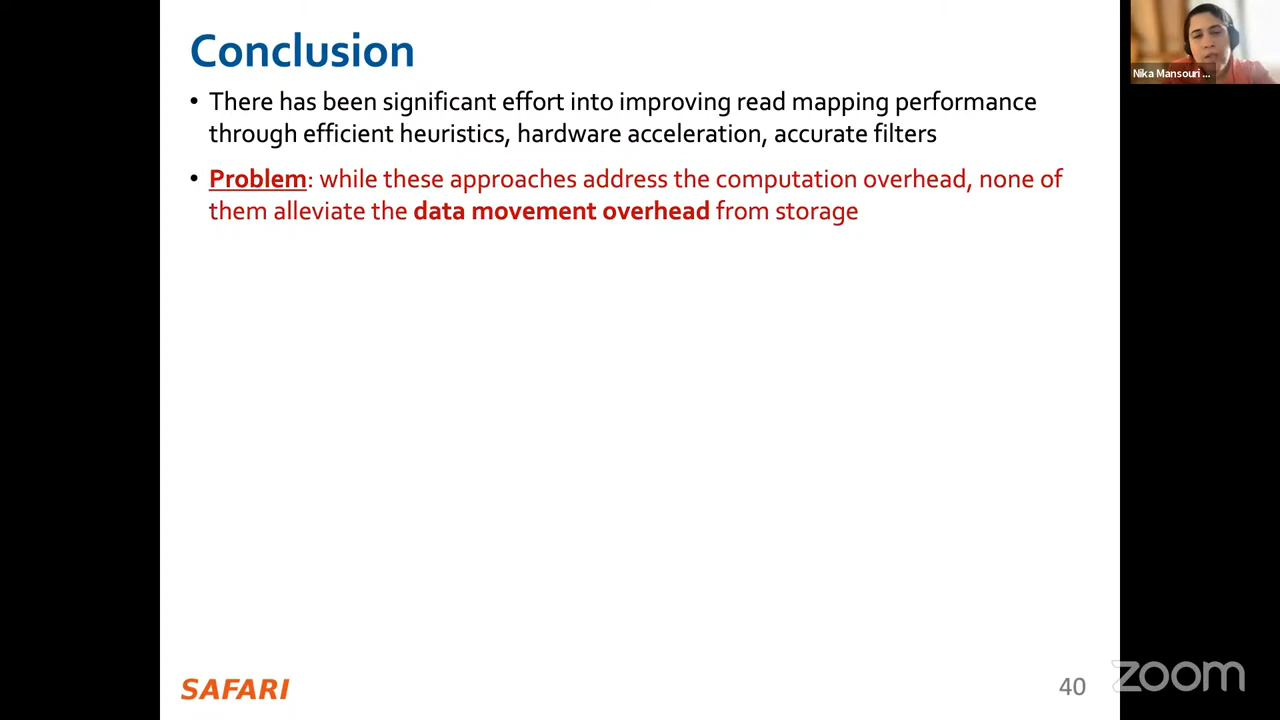 Conclusion
• There has been significant effort into improving read mapping performance
through efficient heuristics, hardware acceleration, accurate filters
• Problem: while these approaches address the computation overhead, none of
them alleviate the data movement overhead from storage
Nika Mansouri ...
SAFARI
40
zoom